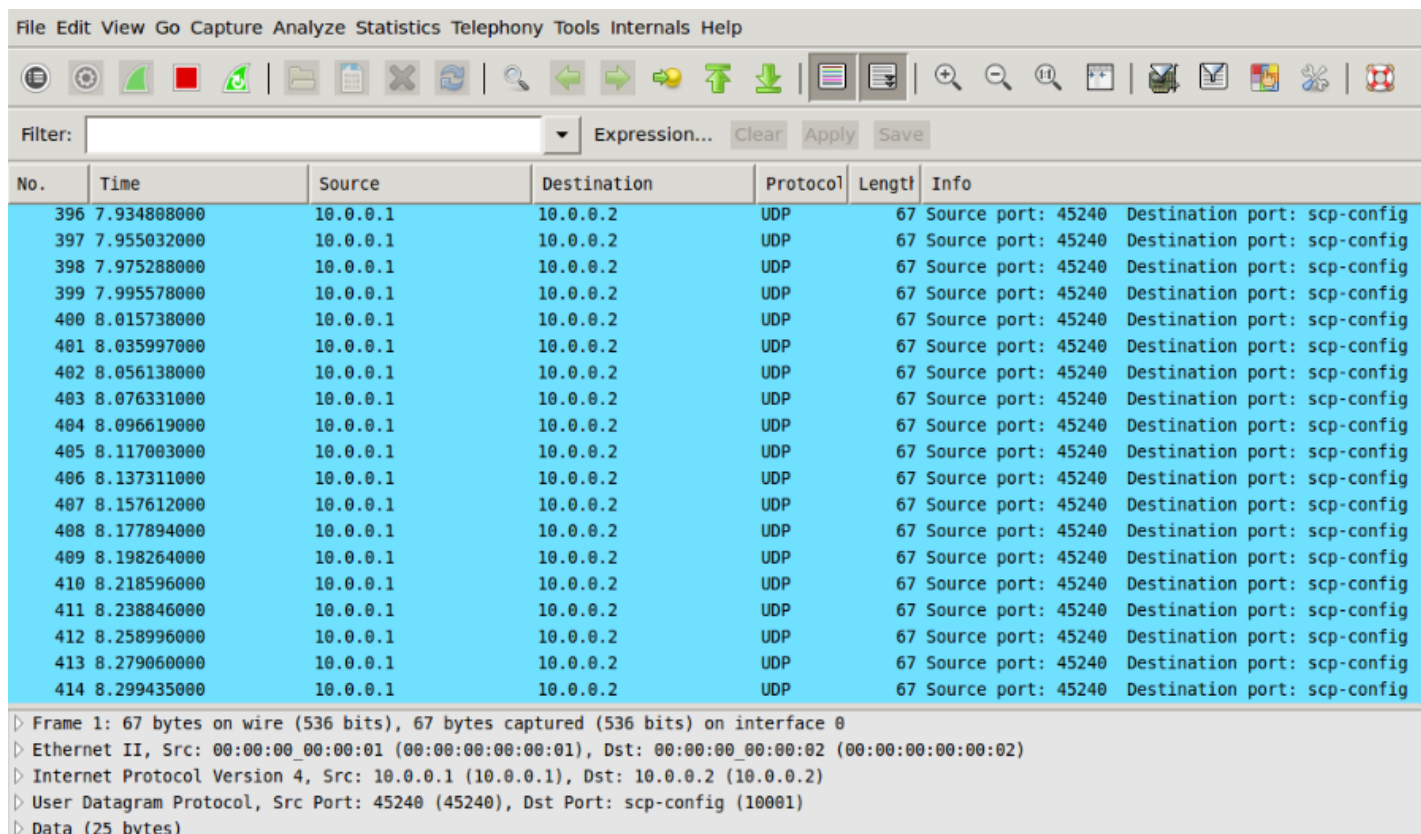 File Edit View Go Capture Analyze Statistics Telephony Tools Internals Help
Filter: Expression... Clear Apply Save
No. Time Source Destination Protocol Length Info
396 7.934808000 10.0.0.1 10.0.0.2 UDP 67 Source port: 45240 Destination port: scp-config
397 7.955032000 10.0.0.1 10.0.0.2 UDP 67 Source port: 45240 Destination port: scp-config
398 7.975288000 10.0.0.1 10.0.0.2 UDP 67 Source port: 45240 Destination port: scp-config
399 7.995578000 10.0.0.1 10.0.0.2 UDP 67 Source port: 45240 Destination port: scp-config
400 8.015738000 10.0.0.1 10.0.0.2 UDP 67 Source port: 45240 Destination port: scp-config
401 8.035997000 10.0.0.1 10.0.0.2 UDP 67 Source port: 45240 Destination port: scp-config
402 8.056138000 10.0.0.1 10.0.0.2 UDP 67 Source port: 45240 Destination port: scp-config
403 8.076331000 10.0.0.1 10.0.0.2 UDP 67 Source port: 45240 Destination port: scp-config
404 8.096619000 10.0.0.1 10.0.0.2 UDP 67 Source port: 45240 Destination port: scp-config
405 8.117003000 10.0.0.1 10.0.0.2 UDP 67 Source port: 45240 Destination port: scp-config
406 8.137311000 10.0.0.1 10.0.0.2 UDP 67 Source port: 45240 Destination port: scp-config
407 8.157612000 10.0.0.1 10.0.0.2 UDP 67 Source port: 45240 Destination port: scp-config
408 8.177894000 10.0.0.1 10.0.0.2 UDP 67 Source port: 45240 Destination port: scp-config
409 8.198264000 10.0.0.1 10.0.0.2 UDP 67 Source port: 45240 Destination port: scp-config
410 8.218596000 10.0.0.1 10.0.0.2 UDP 67 Source port: 45240 Destination port: scp-config
411 8.238846000 10.0.0.1 10.0.0.2 UDP 67 Source port: 45240 Destination port: scp-config
412 8.258996000 10.0.0.1 10.0.0.2 UDP 67 Source port: 45240 Destination port: scp-config
413 8.279060000 10.0.0.1 10.0.0.2 UDP 67 Source port: 45240 Destination port: scp-config
414 8.299435000 10.0.0.1 10.0.0.2 UDP 67 Source port: 45240 Destination port: scp-config
Frame 1: 67 bytes on wire (536 bits), 67 bytes captured (536 bits) on interface 0
Ethernet II, Src: 00:00:00_00:00:01 (00:00:00:00:00:01), Dst: 00:00:00_00:00:02 (00:00:00:00:00:02)
Internet Protocol Version 4, Src: 10.0.0.1 (10.0.0.1), Dst: 10.0.0.2 (10.0.0.2)
User Datagram Protocol, Src Port: 45240 (45240), Dst Port: scp-config (10001)
Data (25 bytes)